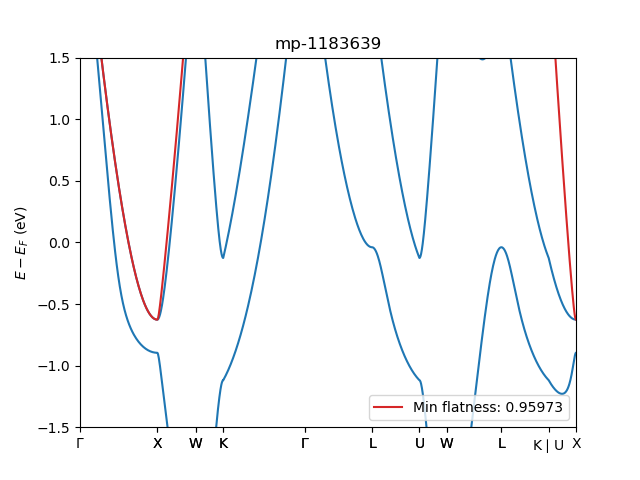 mp-1183639
E − E_F (eV)
1.5
1.0
0.5
0.0
−0.5
−1.0
−1.5
Min flatness: 0.95973
Γ X W K Γ L U W L K | U X